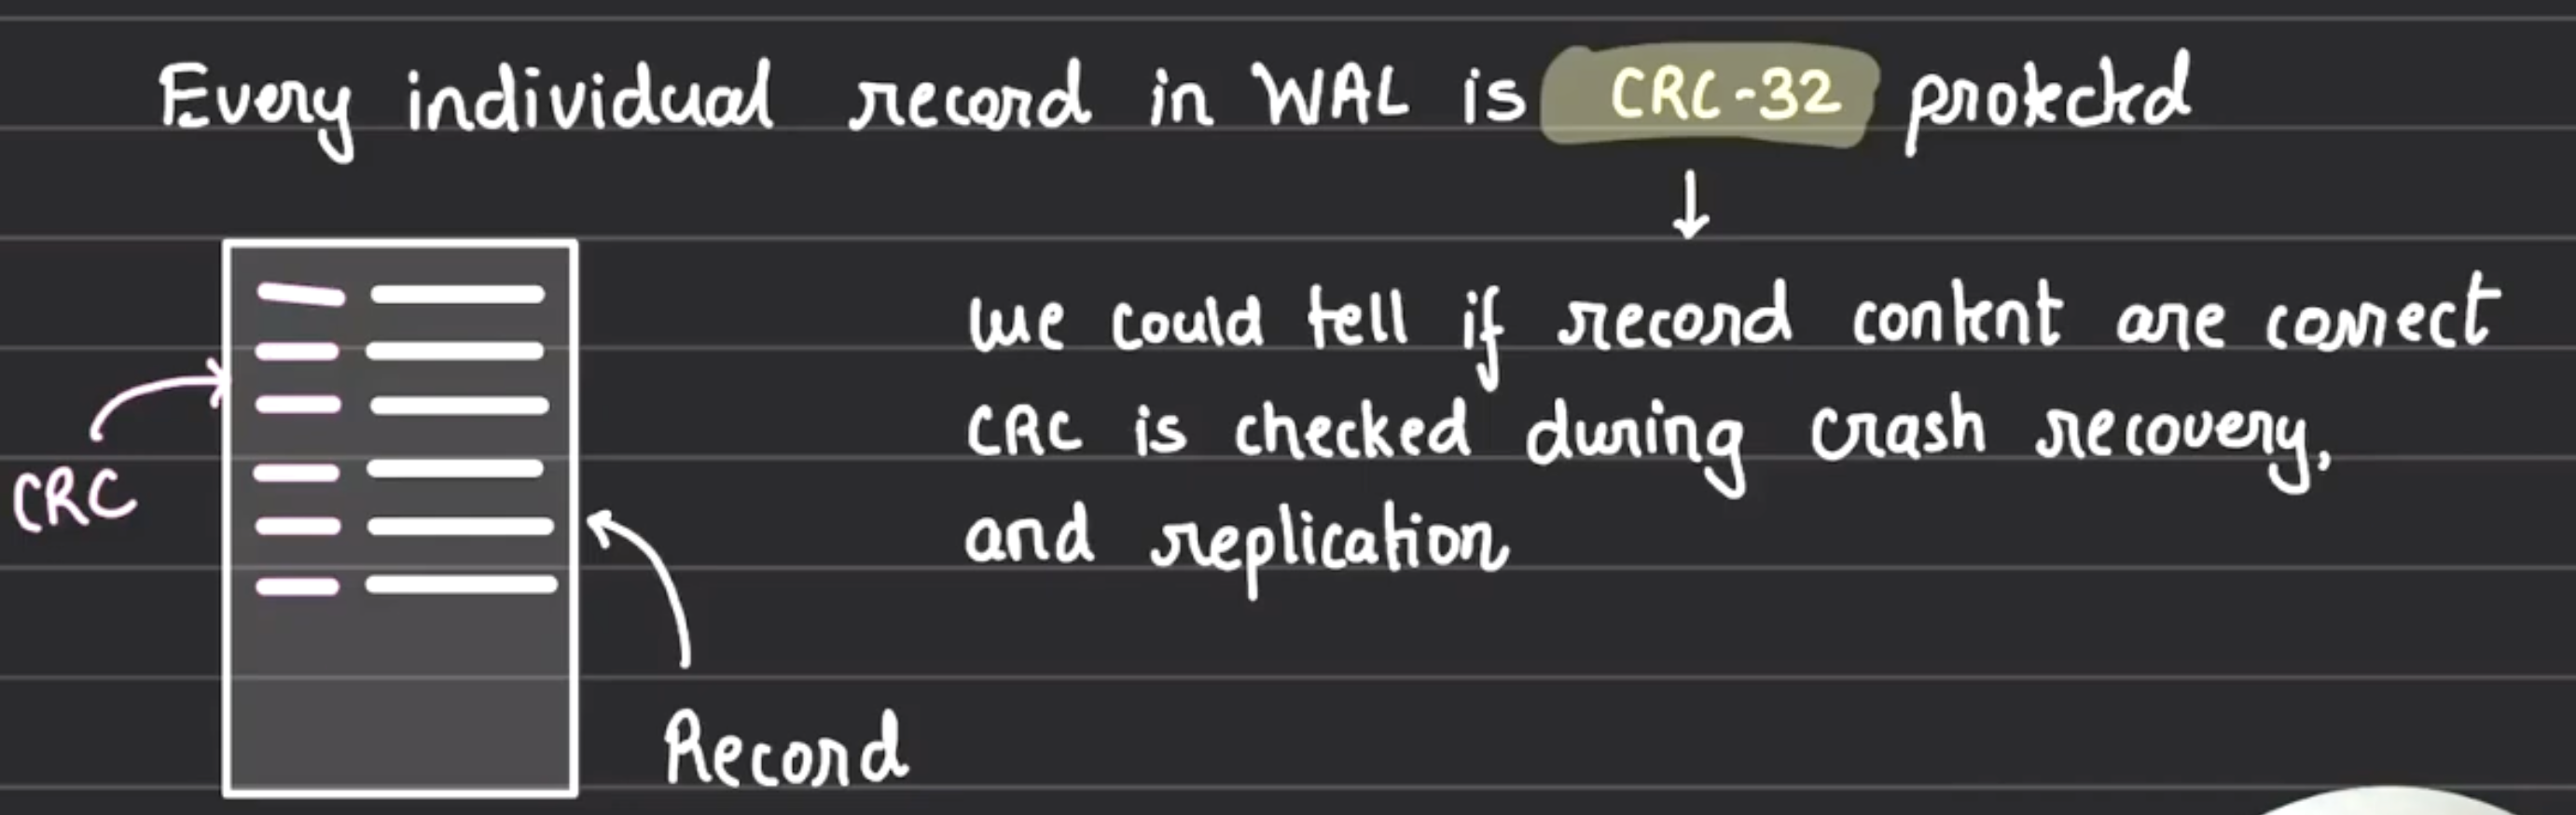 Every individual record in WAL is CRC-32 protected
we could tell if record content are correct
CRC is checked during crash recovery,
and replication
CRC
Record